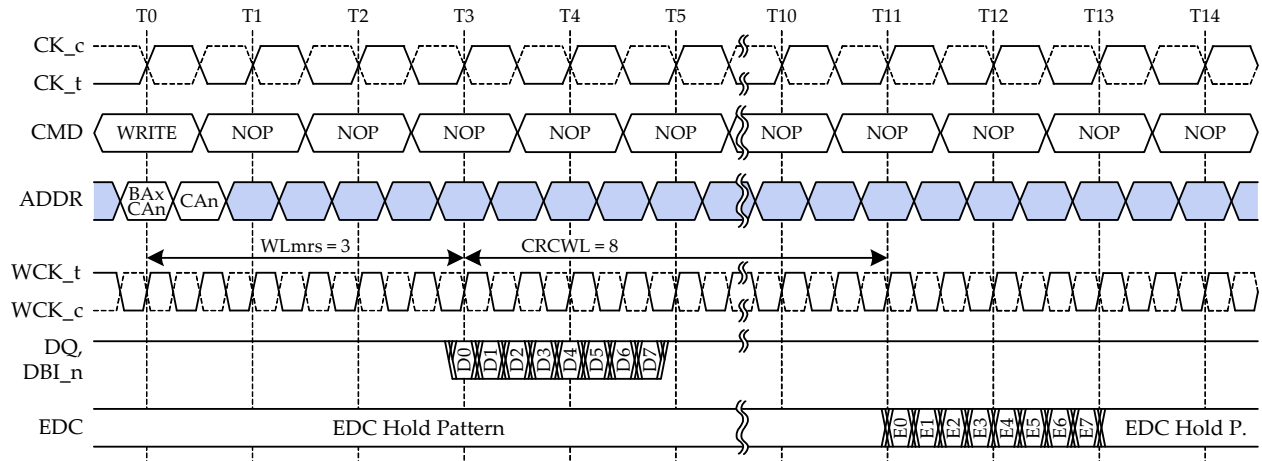 T0 T1 T2 T3 T4 T5 T10 T11 T12 T13 T14
CK_c
CK_t
CMD WRITE NOP NOP NOP NOP NOP NOP NOP NOP NOP NOP
ADDR BAx CAn CAn
WLmrs = 3 CRCWL = 8
WCK_t
WCK_c
DQ,
DBI_n D0 D1 D2 D3 D4 D5 D6 D7
EDC EDC Hold Pattern E0 E1 E2 E3 E4 E5 E6 E7 EDC Hold P.